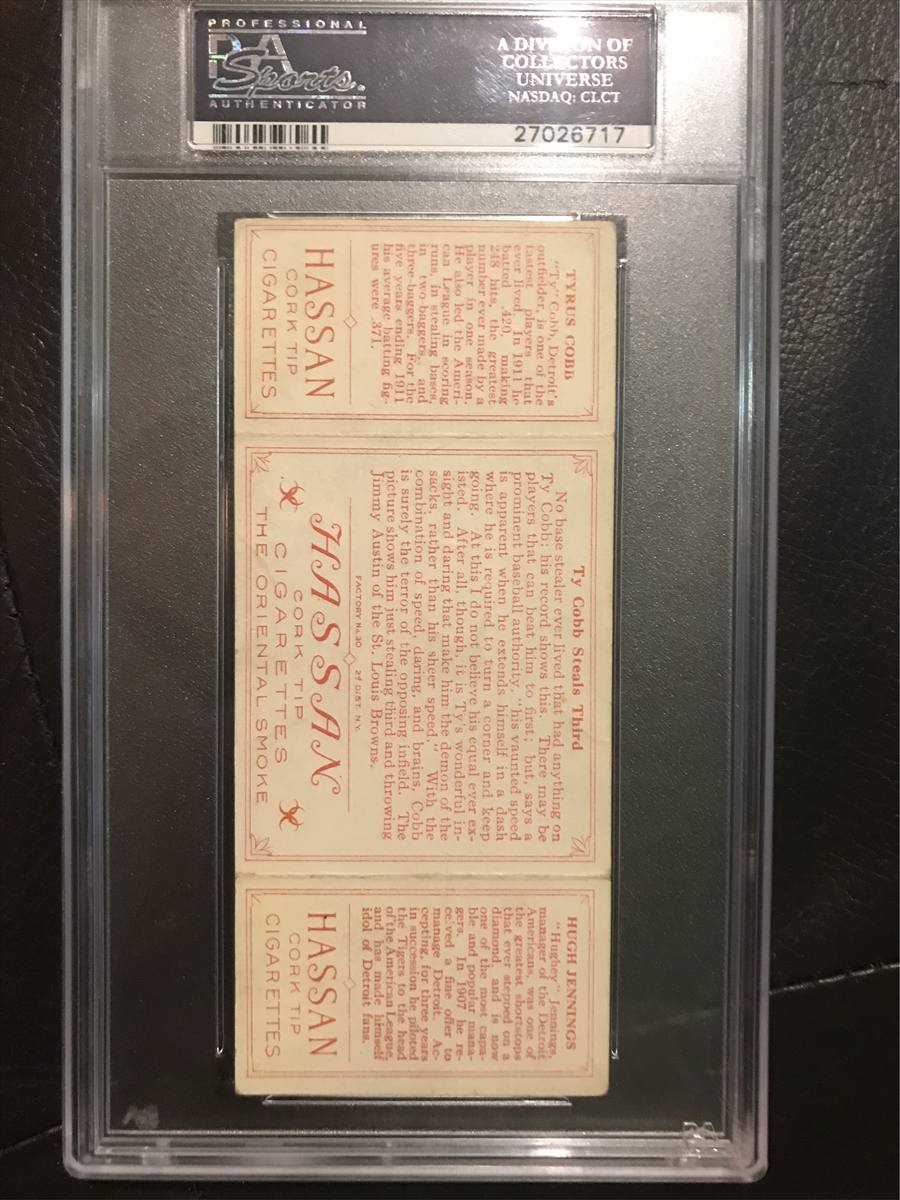 PROFESSIONAL
PSA
Sports.
AUTHENTICATOR
A DIVISION OF
COLLECTORS
UNIVERSE
NASDAQ: CLCT
27026717
TYRUS COBB
"Ty" Cobb, Detroit's
outfielder, is one of the
fastest players that
ever lived. In 1911 he
batted .420, making
248 hits, the greatest
number ever made by a
player in one season.
He also led the Ameri-
can League in scoring
runs, in stealing bases,
in two-baggers, and
three-baggers. For the
five years ending 1911
his average batting fig-
ures were .371.
HASSAN
CORK TIP
CIGARETTES
Ty Cobb Steals Third
No base stealer ever lived that had anything on
Ty Cobb; his record shows this. There may be
players that can beat him to first; but, says a
prominent baseball authority, "his vaunted speed
is apparent when he extends himself in a dash
where he is required to turn a corner and keep
going. At this I do not believe his equal ever ex-
isted. After all, though, it is Ty's wonderful in-
sight and daring that make him the demon of the
sacks, rather than his sheer speed." With the
combination of speed, daring, and brains, Cobb
is surely the terror of the opposing infield. The
picture shows him just stealing third and throwing
Jimmy Austin of the St. Louis Browns.
FACTORY No. 30 2d DIST. N.Y.
HASSAN
CORK TIP
CIGARETTES
THE ORIENTAL SMOKE
HUGH JENNINGS
"Hughey" Jennings,
manager of the Detroit
Americans, was one of
the greatest shortstops
that ever stepped on a
diamond, and is now
one of the most capa-
ble and popular mana-
gers. In 1907 he re-
ceived a fine offer to
manage Detroit. Ac-
cepting, for three years
in succession he piloted
the Tigers to the head
of the American League,
and has made himself
idol of Detroit fans.
HASSAN
CORK TIP
CIGARETTES